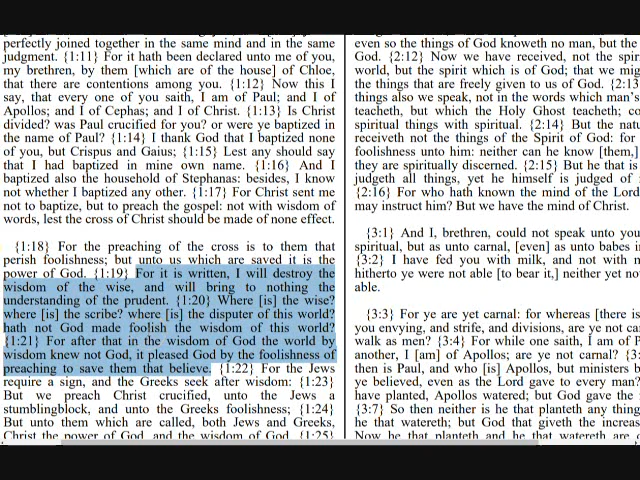 perfectly joined together in the same mind and in the same
judgment. {1:11} For it hath been declared unto me of you,
my brethren, by them [which are of the house] of Chloe,
that there are contentions among you. {1:12} Now this I
say, that every one of you saith, I am of Paul; and I of
Apollos; and I of Cephas; and I of Christ. {1:13} Is Christ
divided? was Paul crucified for you? or were ye baptized in
the name of Paul? {1:14} I thank God that I baptized none
of you, but Crispus and Gaius; {1:15} Lest any should say
that I had baptized in mine own name. {1:16} And I
baptized also the household of Stephanas: besides, I know
not whether I baptized any other. {1:17} For Christ sent me
not to baptize, but to preach the gospel: not with wisdom of
words, lest the cross of Christ should be made of none effect.
{1:18} For the preaching of the cross is to them that
perish foolishness; but unto us which are saved it is the
power of God. {1:19} For it is written, I will destroy the
wisdom of the wise, and will bring to nothing the
understanding of the prudent. {1:20} Where [is] the wise?
where [is] the scribe? where [is] the disputer of this world?
hath not God made foolish the wisdom of this world?
{1:21} For after that in the wisdom of God the world by
wisdom knew not God, it pleased God by the foolishness of
preaching to save them that believe. {1:22} For the Jews
require a sign, and the Greeks seek after wisdom: {1:23}
But we preach Christ crucified, unto the Jews a
stumblingblock, and unto the Greeks foolishness; {1:24}
But unto them which are called, both Jews and Greeks,
Christ the power of God, and the wisdom of God. {1:25}
even so the things of God knoweth no man, but the
God. {2:12} Now we have received, not the spir
world, but the spirit which is of God; that we mig
the things that are freely given to us of God. {2:13
things also we speak, not in the words which man's
teacheth, but which the Holy Ghost teacheth; co
spiritual things with spiritual. {2:14} But the natu
receiveth not the things of the Spirit of God: for
foolishness unto him: neither can he know [them,]
they are spiritually discerned. {2:15} But he that is
judgeth all things, yet he himself is judged of
{2:16} For who hath known the mind of the Lord
may instruct him? But we have the mind of Christ.
{3:1} And I, brethren, could not speak unto you
spiritual, but as unto carnal, [even] as unto babes i
{3:2} I have fed you with milk, and not with m
hitherto ye were not able [to bear it,] neither yet no
able.
{3:3} For ye are yet carnal: for whereas [there is
you envying, and strife, and divisions, are ye not car
walk as men? {3:4} For while one saith, I am of P
another, I [am] of Apollos; are ye not carnal? {3:
then is Paul, and who [is] Apollos, but ministers b
ye believed, even as the Lord gave to every man?
have planted, Apollos watered; but God gave the
{3:7} So then neither is he that planteth any thing
he that watereth; but God that giveth the increas
Now he that planteth and he that watereth are o